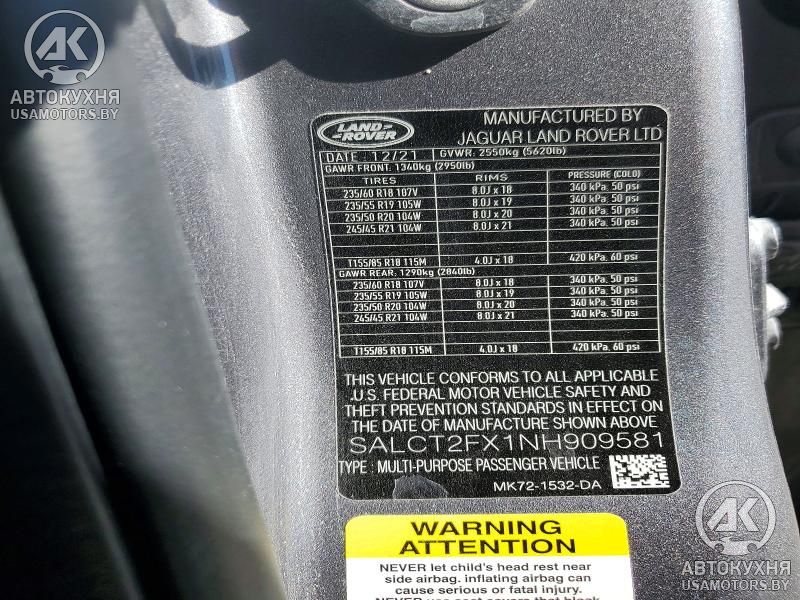 AK
АВТОКУХНЯ
USAMOTORS.BY
LAND ROVER
MANUFACTURED BY
JAGUAR LAND ROVER LTD
DATE : 12/21 GVWR: 2550kg (5620lb)
GAWR FRONT: 1340kg (2950lb)
TIRES RIMS PRESSURE (COLD)
235/60 R18 107V 8.0J x 18 340 kPa, 50 psi
235/55 R19 105W 8.0J x 19 340 kPa, 50 psi
235/50 R20 104W 8.0J x 20 340 kPa, 50 psi
245/45 R21 104W 8.0J x 21 340 kPa, 50 psi
T155/85 R18 115M 4.0J x 18 420 kPa, 60 psi
GAWR REAR: 1290kg (2840lb)
235/60 R18 107V 8.0J x 18 340 kPa, 50 psi
235/55 R19 105W 8.0J x 19 340 kPa, 50 psi
235/50 R20 104W 8.0J x 20 340 kPa, 50 psi
245/45 R21 104W 8.0J x 21 340 kPa, 50 psi
T155/85 R18 115M 4.0J x 18 420 kPa, 60 psi
THIS VEHICLE CONFORMS TO ALL APPLICABLE
U.S. FEDERAL MOTOR VEHICLE SAFETY AND
THEFT PREVENTION STANDARDS IN EFFECT ON
THE DATE OF MANUFACTURE SHOWN ABOVE
SALCT2FX1NH909581
TYPE : MULTI-PURPOSE PASSENGER VEHICLE
MK72-1532-DA
WARNING
ATTENTION
NEVER let child's head rest near
side airbag. inflating airbag can
cause serious or fatal injury.
NEVER use seat covers that block
AK
АВТОКУХНЯ
USAMOTORS.BY